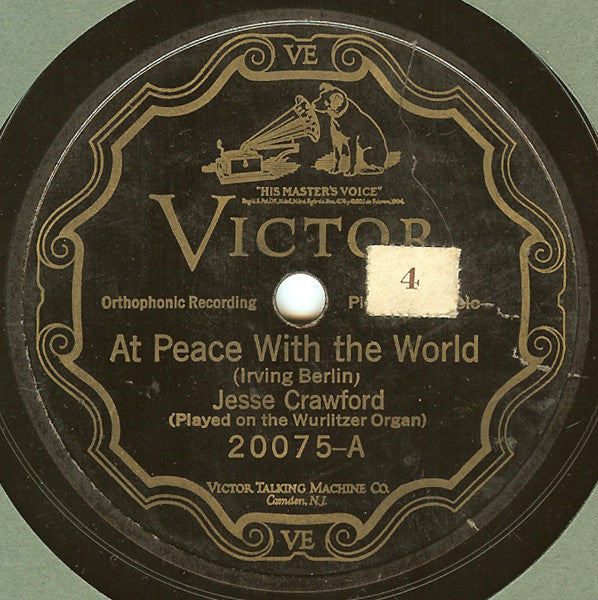 VE
"HIS MASTER'S VOICE"
VICTOR
4
Orthophonic Recording
At Peace With the World
(Irving Berlin)
Jesse Crawford
(Played on the Wurlitzer Organ)
20075-A
VICTOR TALKING MACHINE CO.
Camden, N.J.
VE